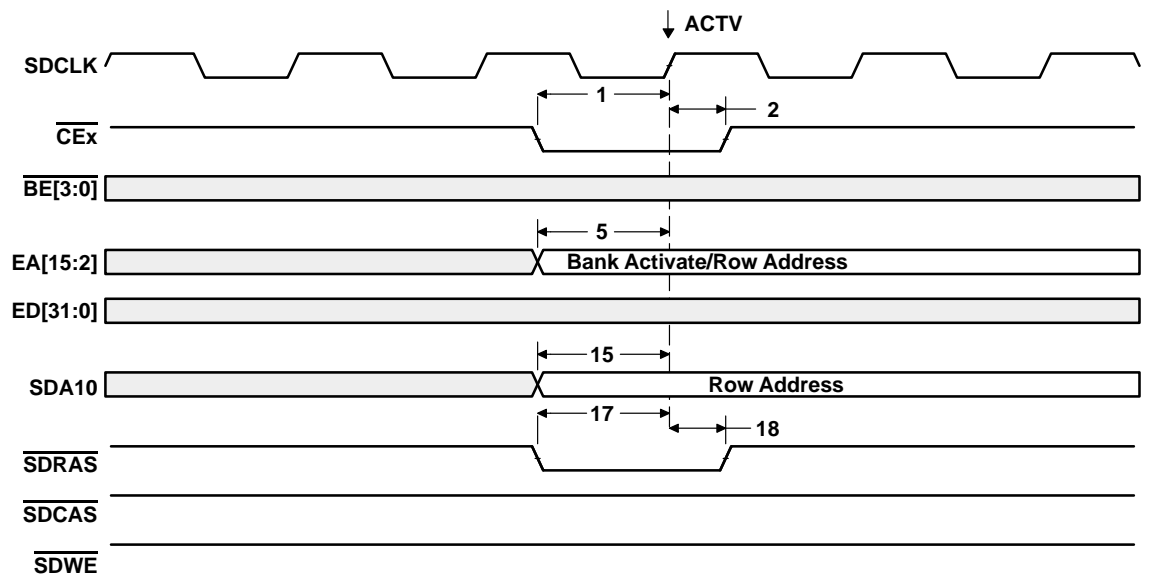 ACTV
SDCLK
1
2
CEx
BE[3:0]
5
EA[15:2]
Bank Activate/Row Address
ED[31:0]
15
SDA10
Row Address
17
18
SDRAS
SDCAS
SDWE